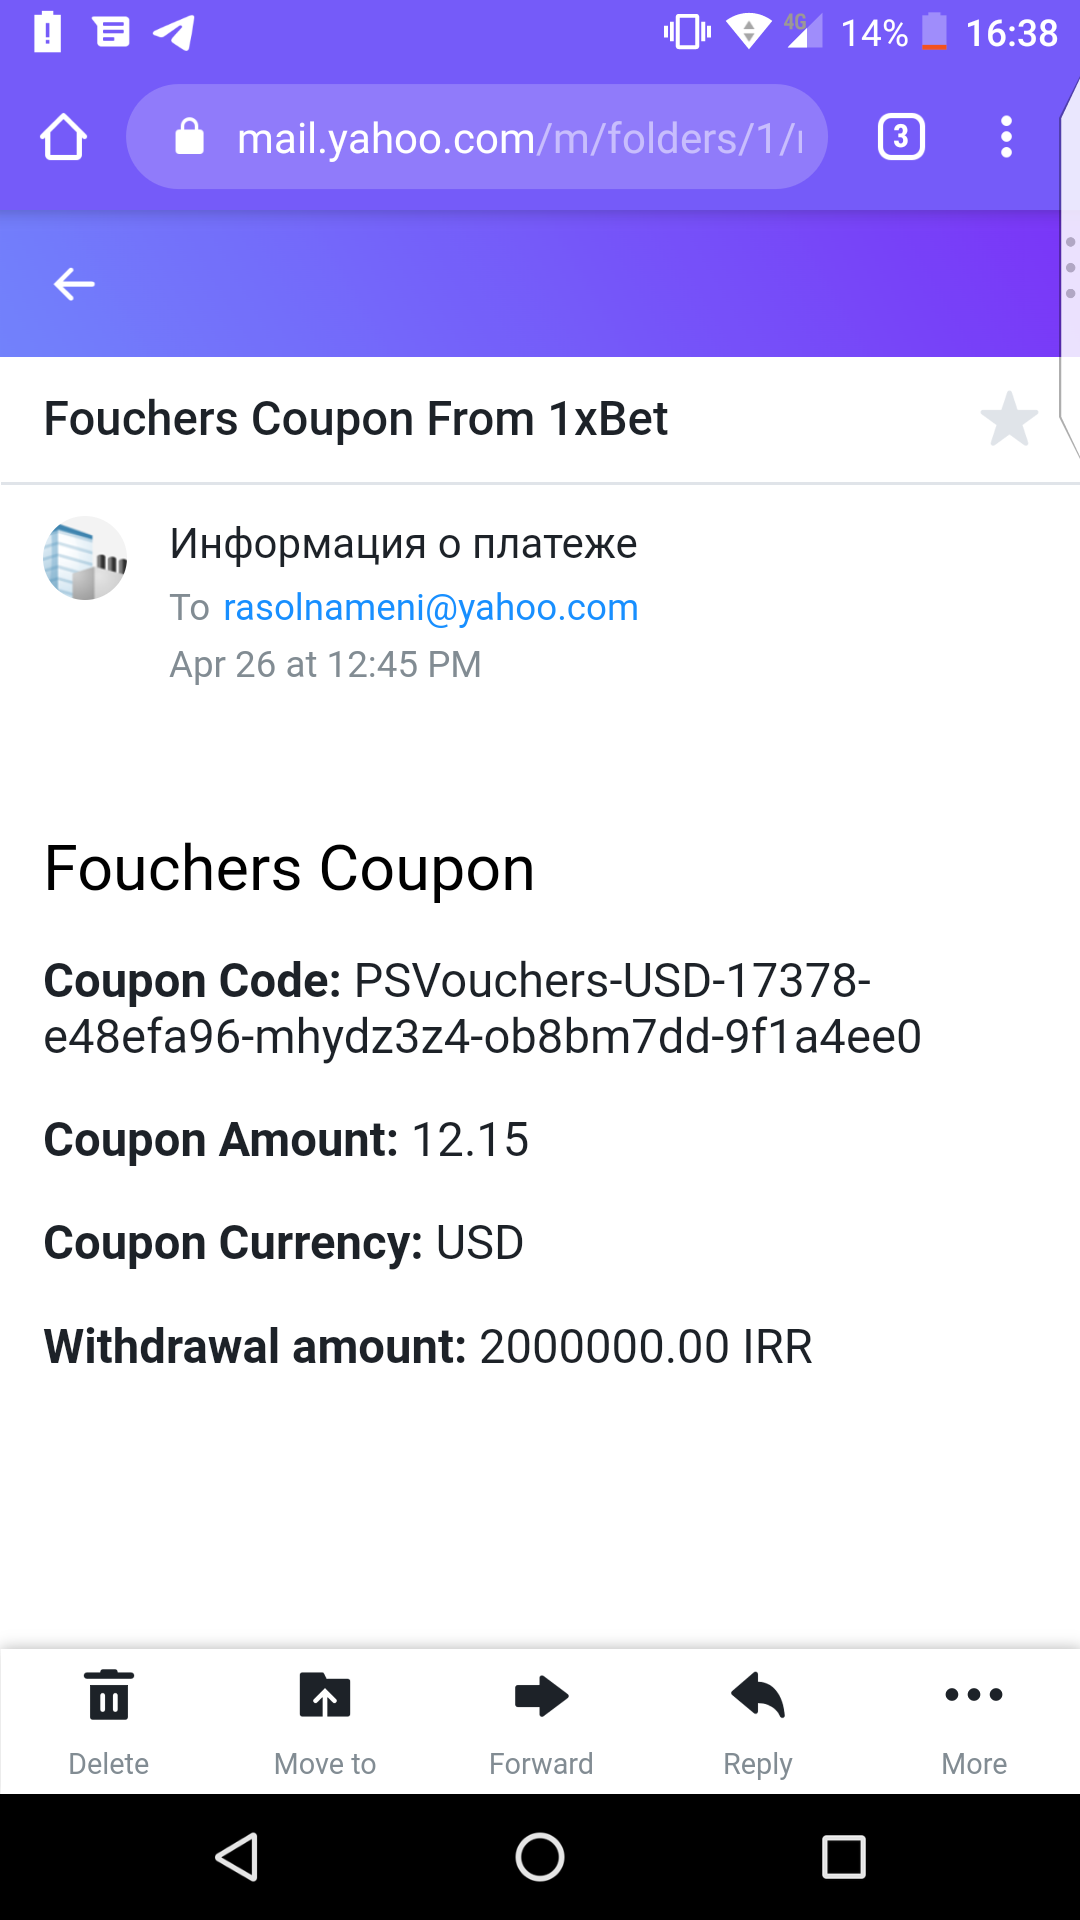 4G 14% 16:38
mail.yahoo.com/m/folders/1/
3
Fouchers Coupon From 1xBet
Информация о платеже
To rasolnameni@yahoo.com
Apr 26 at 12:45 PM
Fouchers Coupon
Coupon Code: PSVouchers-USD-17378-
e48efa96-mhydz3z4-ob8bm7dd-9f1a4ee0
Coupon Amount: 12.15
Coupon Currency: USD
Withdrawal amount: 2000000.00 IRR
Delete Move to Forward Reply More